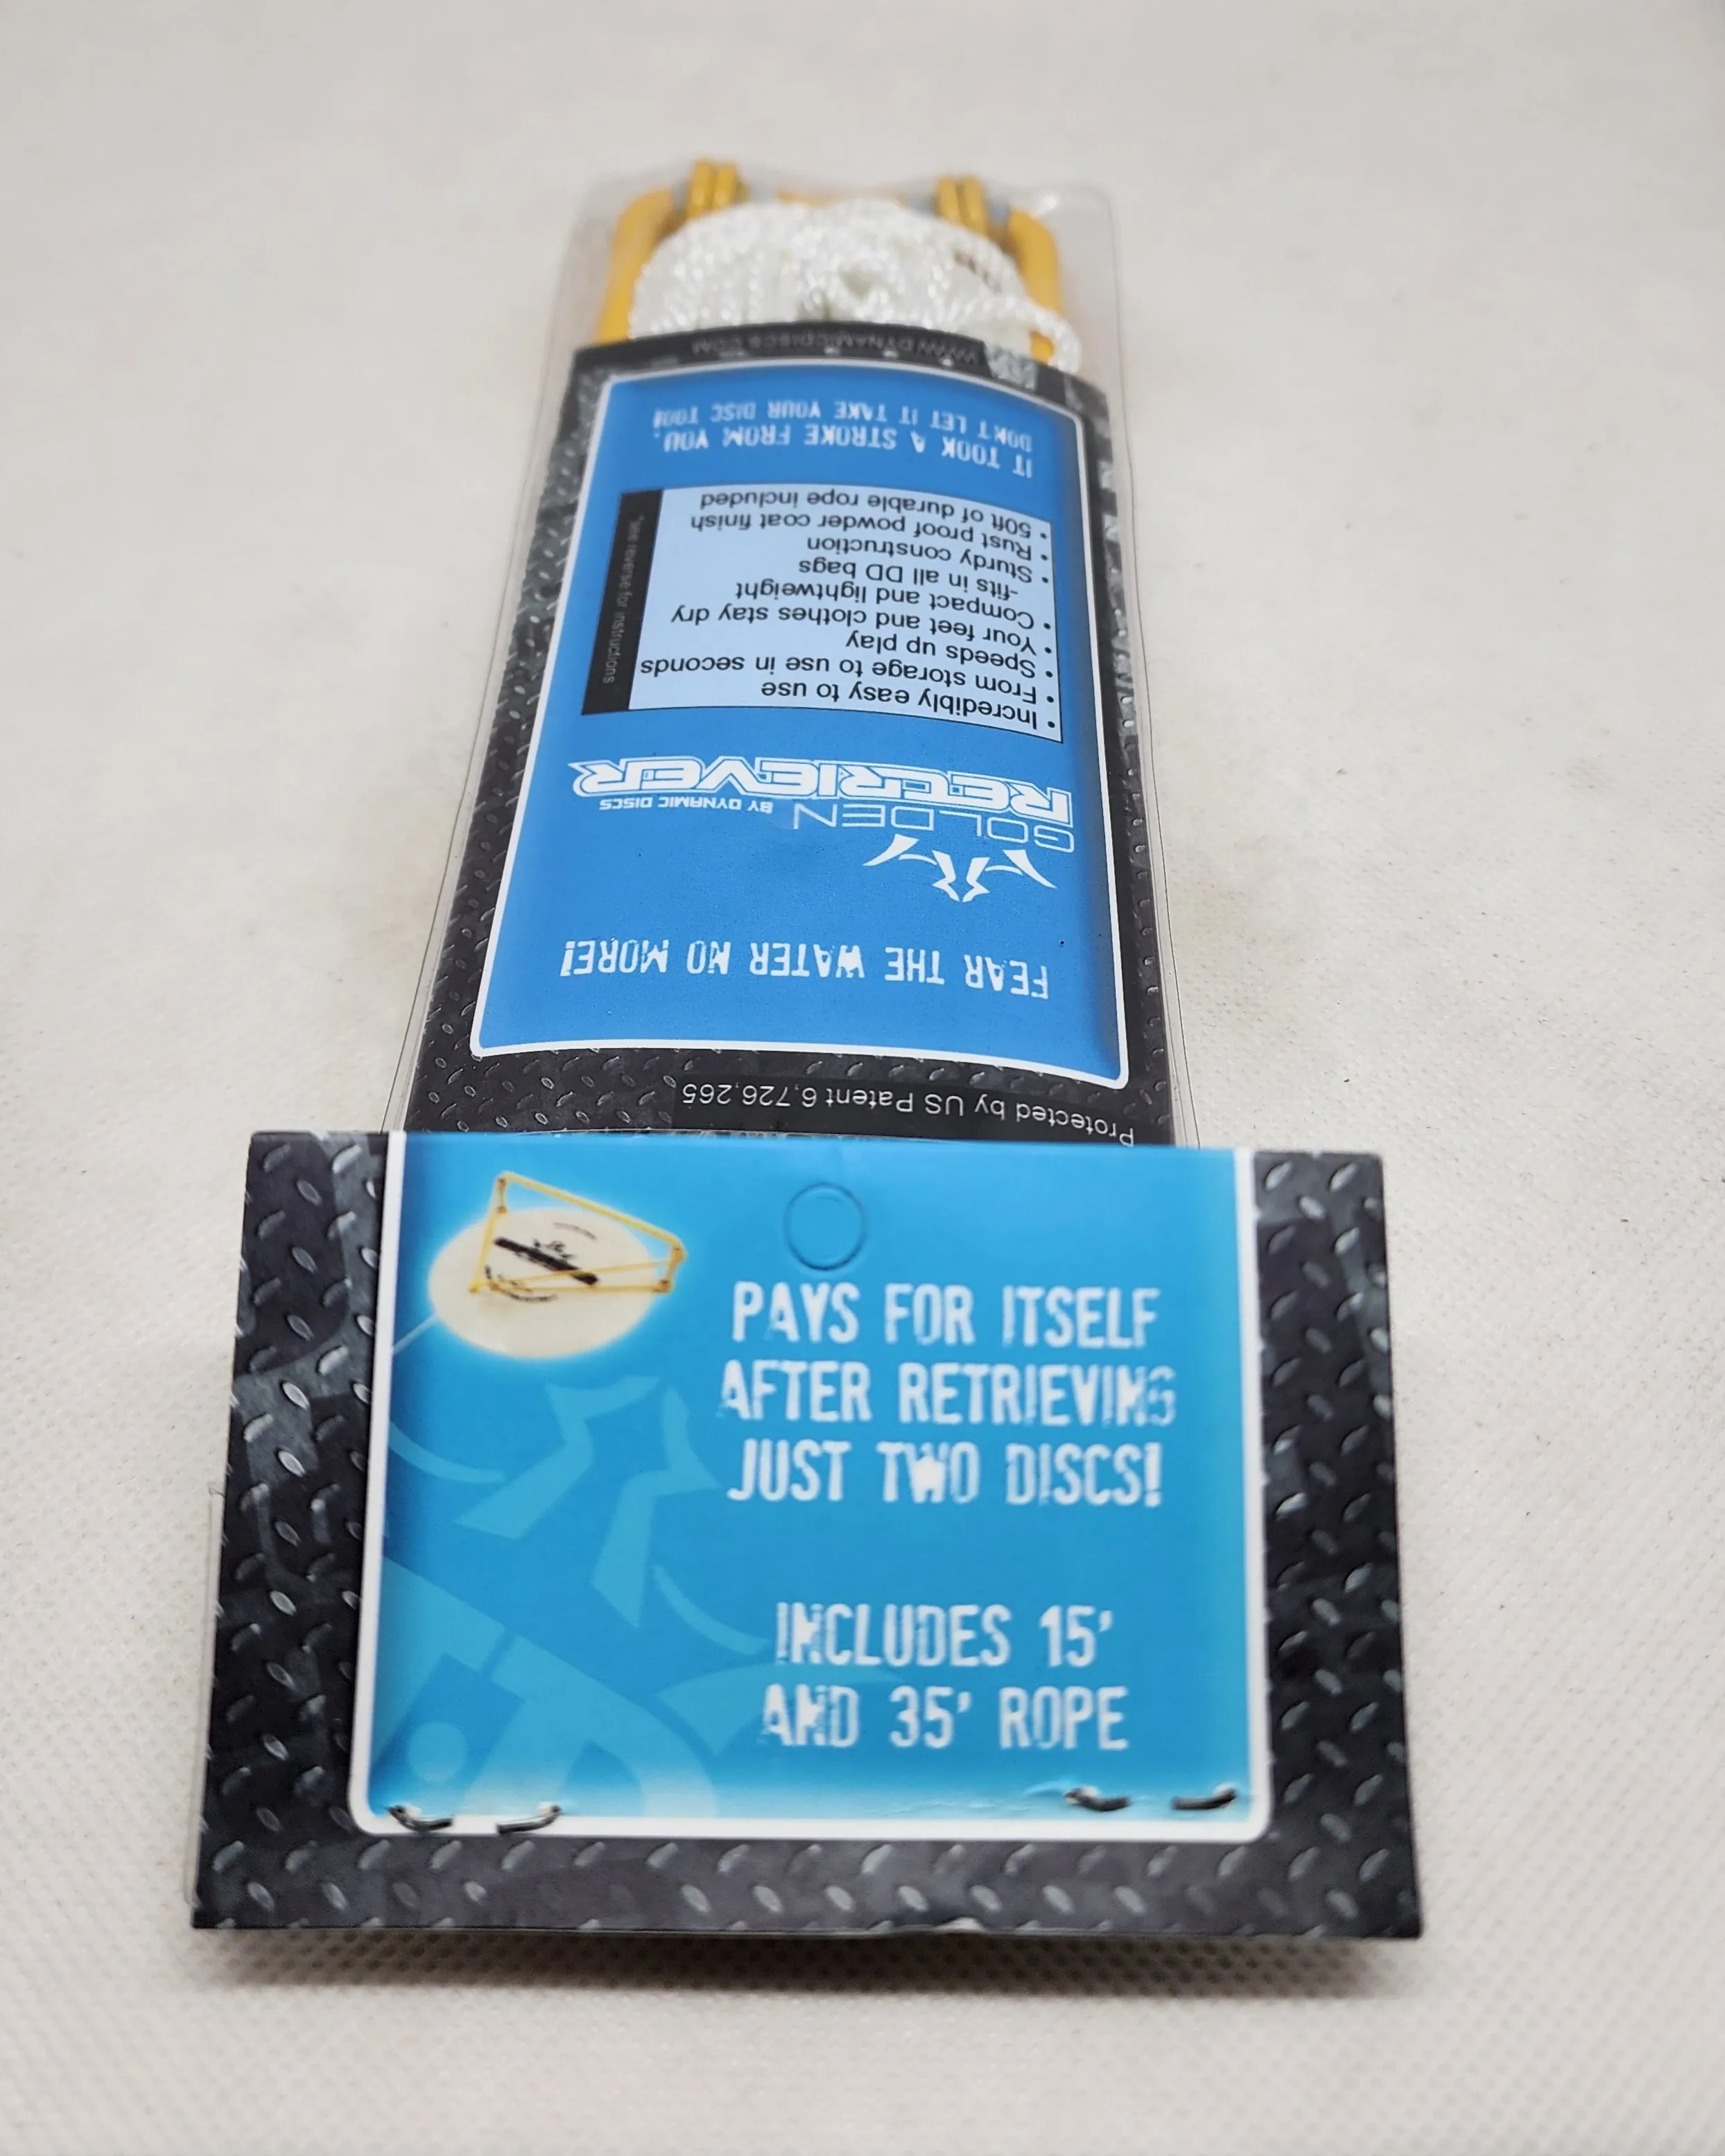 PAYS FOR ITSELF
AFTER RETRIEVING
JUST TWO DISCS!
INCLUDES 15'
AND 35' ROPE
Protected by US Patent 6,726,265
FEAR THE WATER NO MORE!
GOLDEN
BY DYNAMIC DISCS
RETRIEVER
• Incredibly easy to use
• From storage to use in seconds
• Speeds up play
• Your feet and clothes stay dry
• Compact and lightweight
-fits in all DD bags
• Sturdy construction
• Rust proof powder coat finish
• 50ft of durable rope included
*see reverse for instructions
IT TOOK A STROKE FROM YOU.
DON'T LET IT TAKE YOUR DISC TOO!
WWW.DYNAMICDISCS.COM